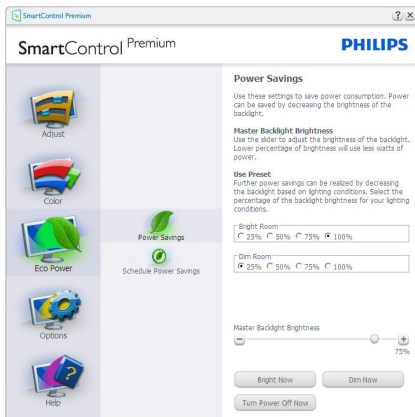 SmartControl Premium
SmartControl Premium
PHILIPS
Adjust
Color
Eco Power
Options
Help
Power Savings
Schedule Power Savings
Power Savings
Use these settings to save power consumption. Power
can be saved by decreasing the brightness of the
backlight.
Master Backlight Brightness
Use the slider to adjust the brightness of the backlight.
Lower percentage of brightness will use less watts of
power.
Use Preset
Further power savings can be realized by decreasing
the backlight based on lighting conditions. Select the
percentage of the backlight brightness for your lighting
conditions.
Bright Room
25% 50% 75% 100%
Dim Room
25% 50% 75% 100%
Master Backlight Brightness
75%
Bright Now Dim Now
Turn Power Off Now